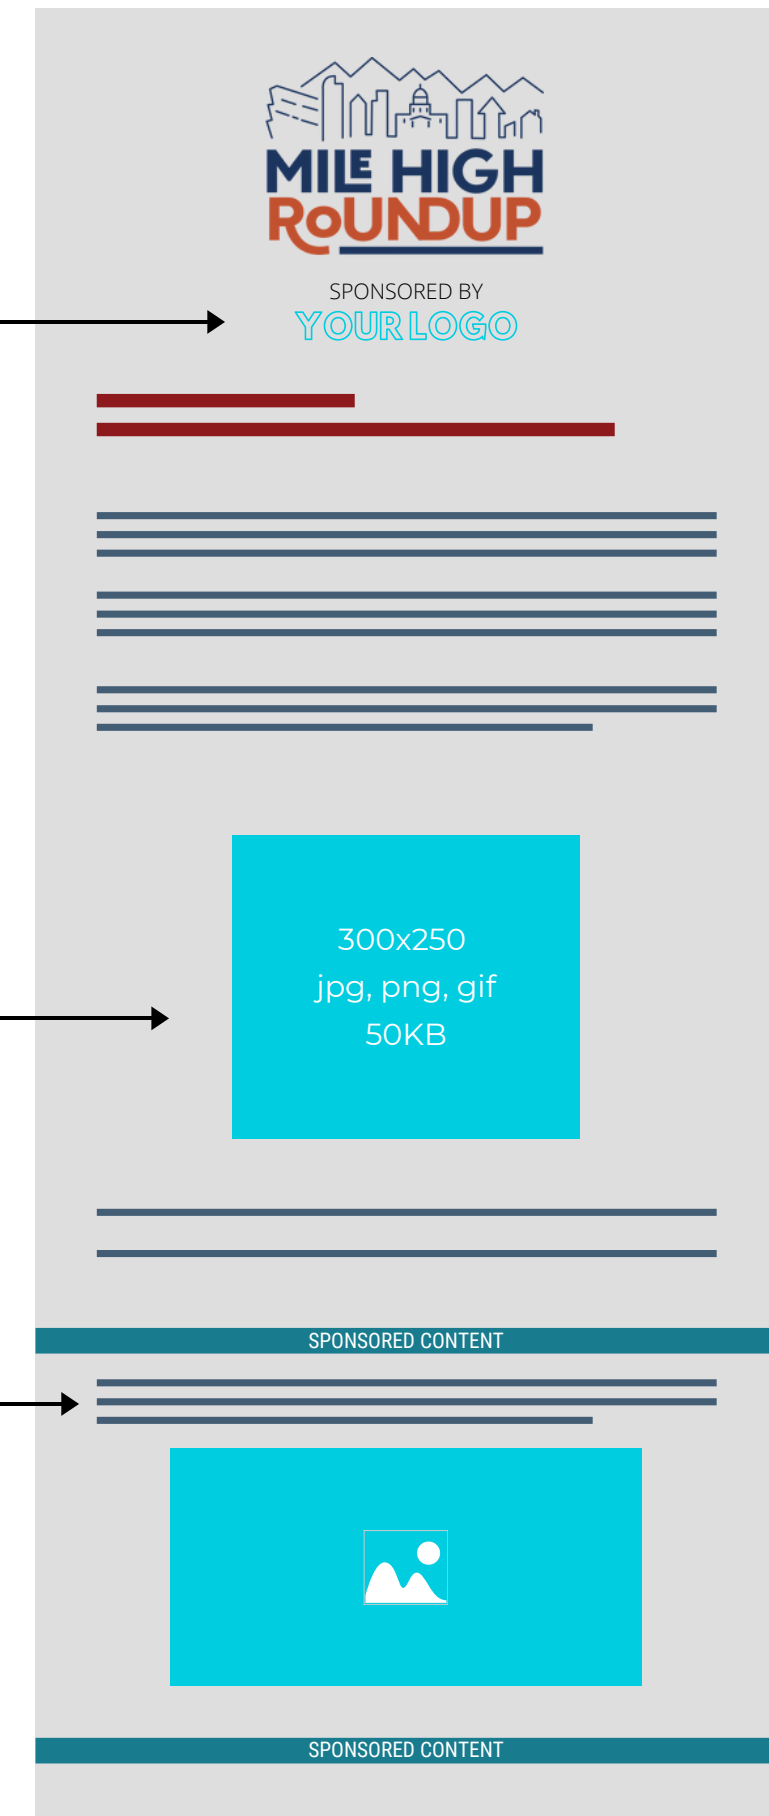 MILE HIGH
ROUNDUP
SPONSORED BY
YOUR LOGO
300x250
jpg, png, gif
50KB
SPONSORED CONTENT
SPONSORED CONTENT